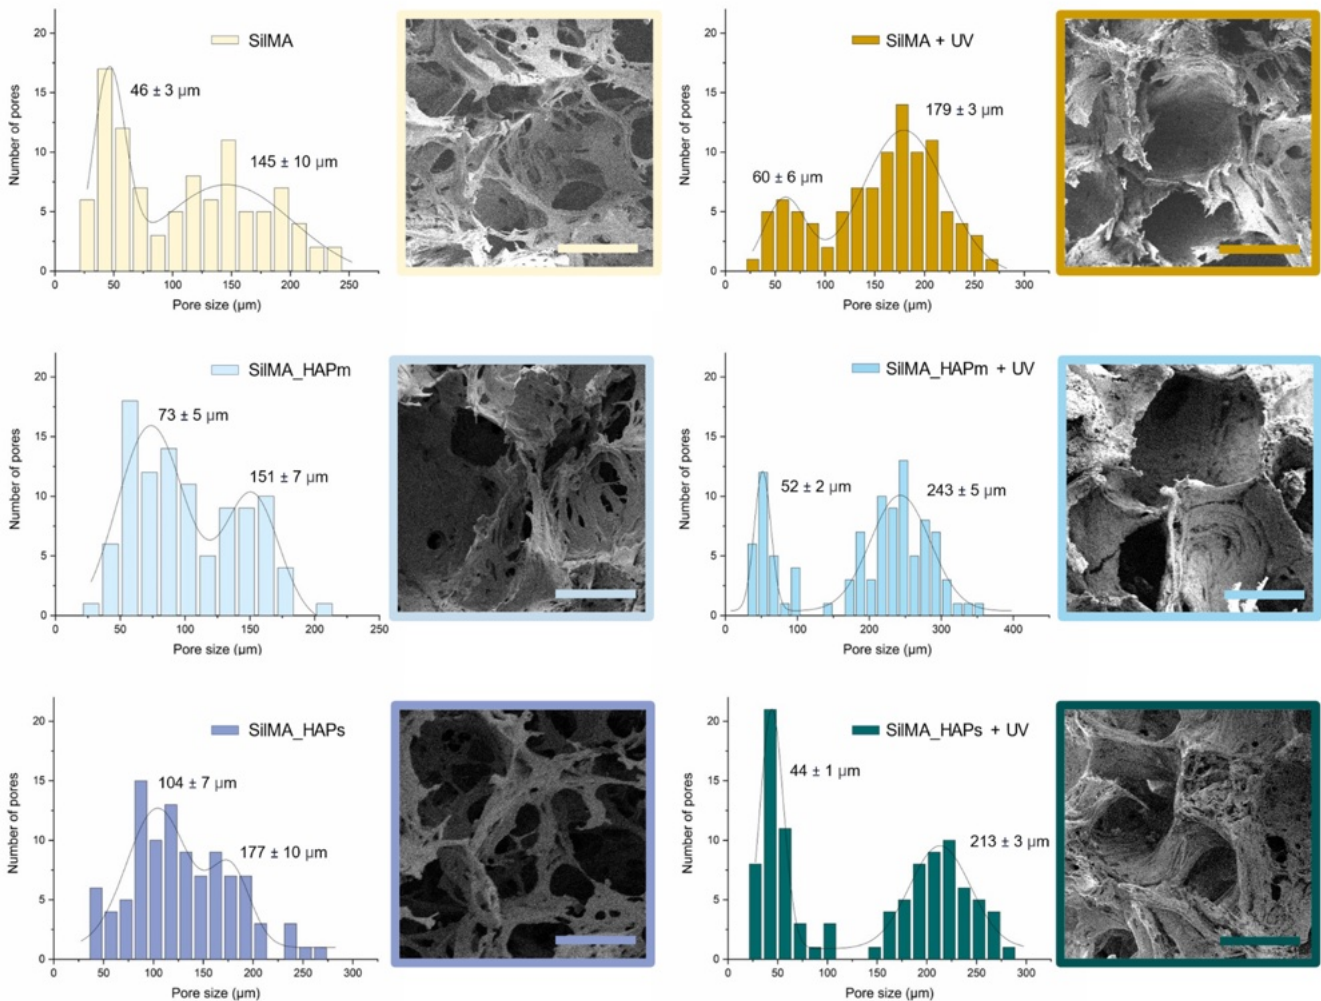 SilMA
46 ± 3 µm
145 ± 10 µm
Number of pores
20
15
10
5
0
0 50 100 150 200 250
Pore size (µm)
SilMA + UV
179 ± 3 µm
60 ± 6 µm
Number of pores
20
15
10
5
0
0 50 100 150 200 250 300
Pore size (µm)
SilMA_HAPm
73 ± 5 µm
151 ± 7 µm
Number of pores
20
15
10
5
0
0 50 100 150 200 250
Pore size (µm)
SilMA_HAPm + UV
52 ± 2 µm
243 ± 5 µm
Number of pores
20
15
10
5
0
0 100 200 300 400
Pore size (µm)
SilMA_HAPs
104 ± 7 µm
177 ± 10 µm
Number of pores
20
15
10
5
0
0 50 100 150 200 250 300
Pore size (µm)
SilMA_HAPs + UV
44 ± 1 µm
213 ± 3 µm
Number of pores
20
15
10
5
0
0 50 100 150 200 250 300
Pore size (µm)